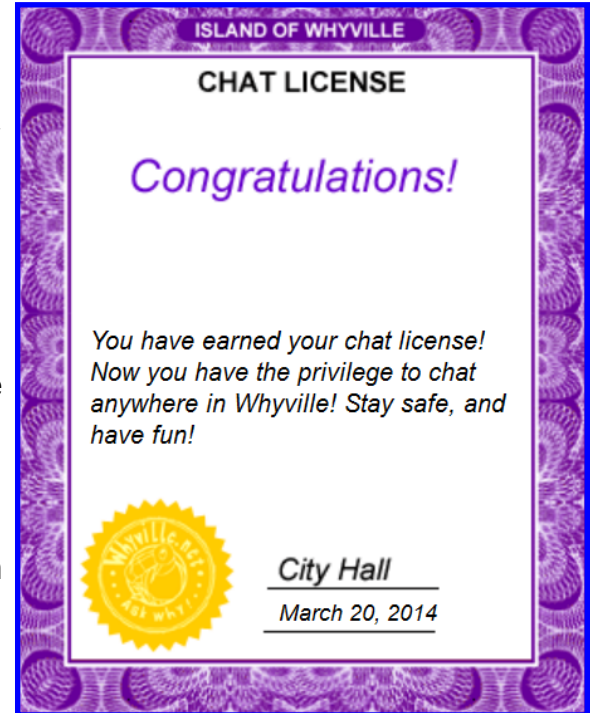 ISLAND OF WHYVILLE
CHAT LICENSE
Congratulations!
You have earned your chat license!
Now you have the privilege to chat
anywhere in Whyville! Stay safe, and
have fun!
Whyville.net
Ask why?
City Hall
March 20, 2014